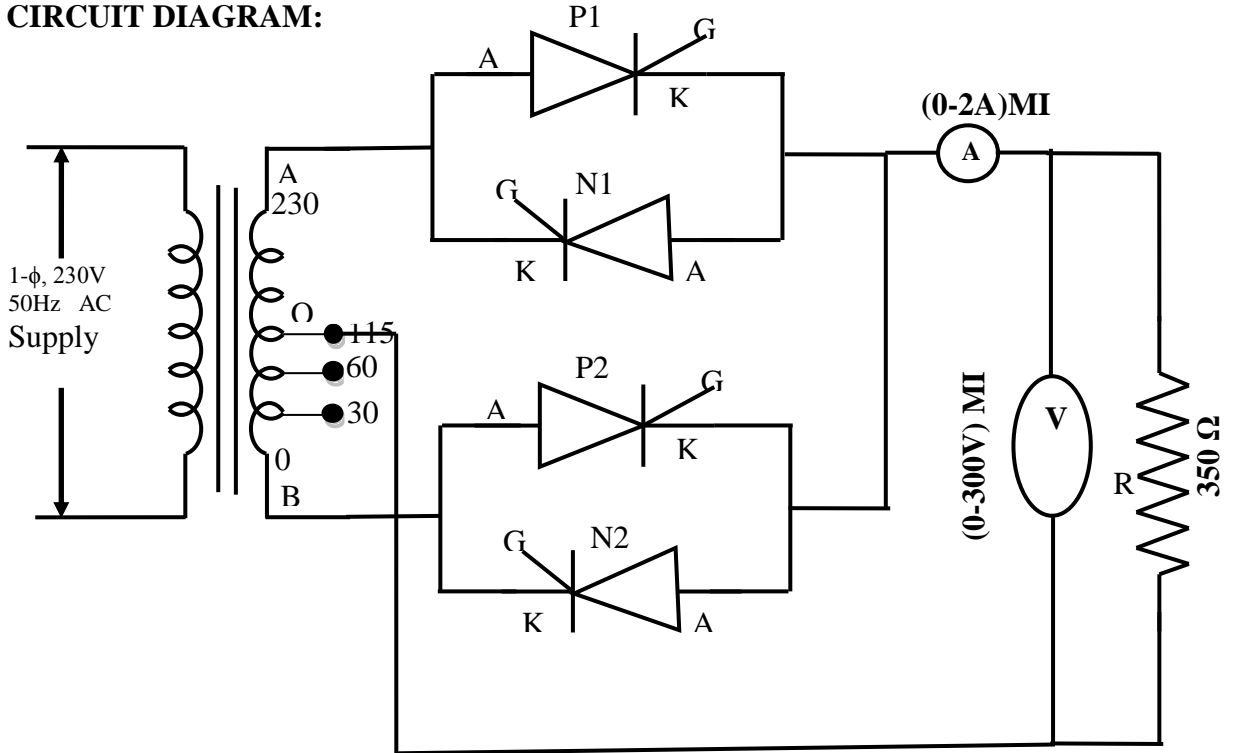 CIRCUIT DIAGRAM:
P1
G
A
K
(0-2A)MI
A
A
230
G
N1
K
A
1-ϕ, 230V
50Hz AC
Supply
O
115
60
30
0
B
P2
G
A
K
G
N2
K
A
V
(0-300V) MI
R
350 Ω